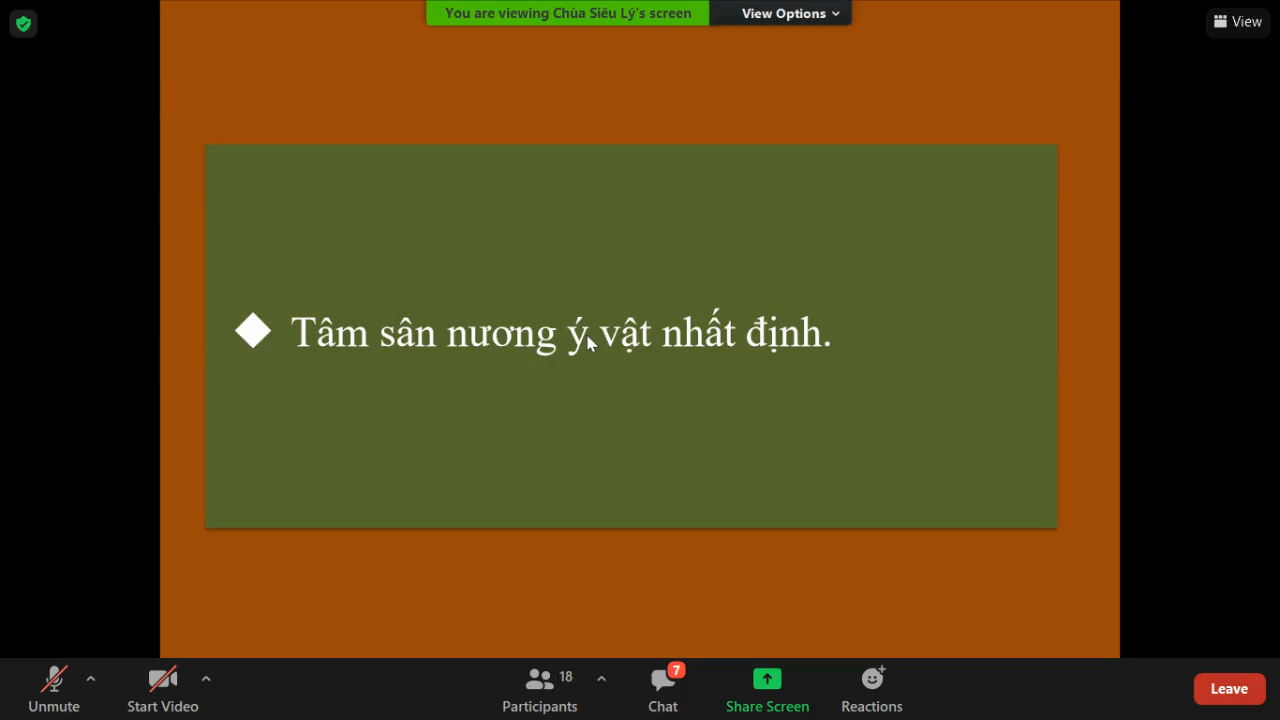 You are viewing Chùa Siêu Lý's screen
View Options
View
Tâm sân nương ý vật nhất định.
Unmute
Start Video
18
Participants
7
Chat
Share Screen
Reactions
Leave